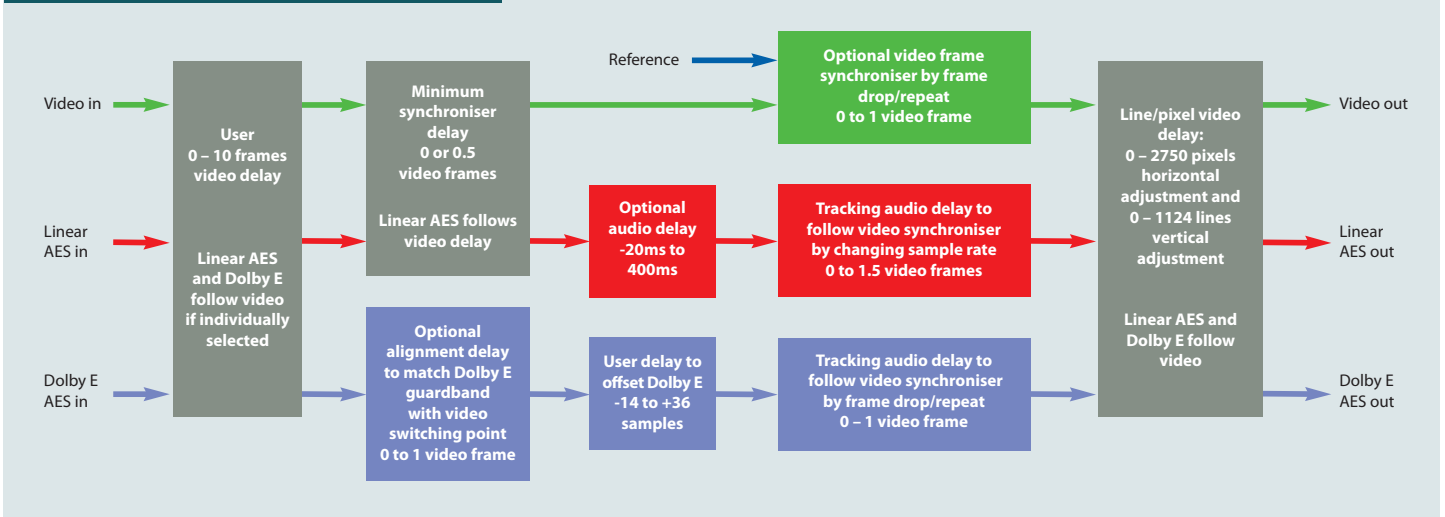 Video in
Linear
AES in
Dolby E
AES in
User
0 – 10 frames
video delay
Linear AES
and Dolby E
follow video
if individually
selected
Minimum
synchroniser
delay
0 or 0.5
video frames
Linear AES follows
video delay
Optional
alignment delay
to match Dolby E
guardband
with video
switching point
0 to 1 video frame
Optional
audio delay
-20ms to
400ms
User delay to
offset Dolby E
-14 to +36
samples
Reference
Optional video frame
synchroniser by frame
drop/repeat
0 to 1 video frame
Tracking audio delay to
follow video synchroniser
by changing sample rate
0 to 1.5 video frames
Tracking audio delay to
follow video synchroniser
by frame drop/repeat
0 – 1 video frame
Line/pixel video
delay:
0 – 2750 pixels
horizontal
adjustment and
0 – 1124 lines
vertical
adjustment
Linear AES and
Dolby E follow
video
Video out
Linear
AES out
Dolby E
AES out